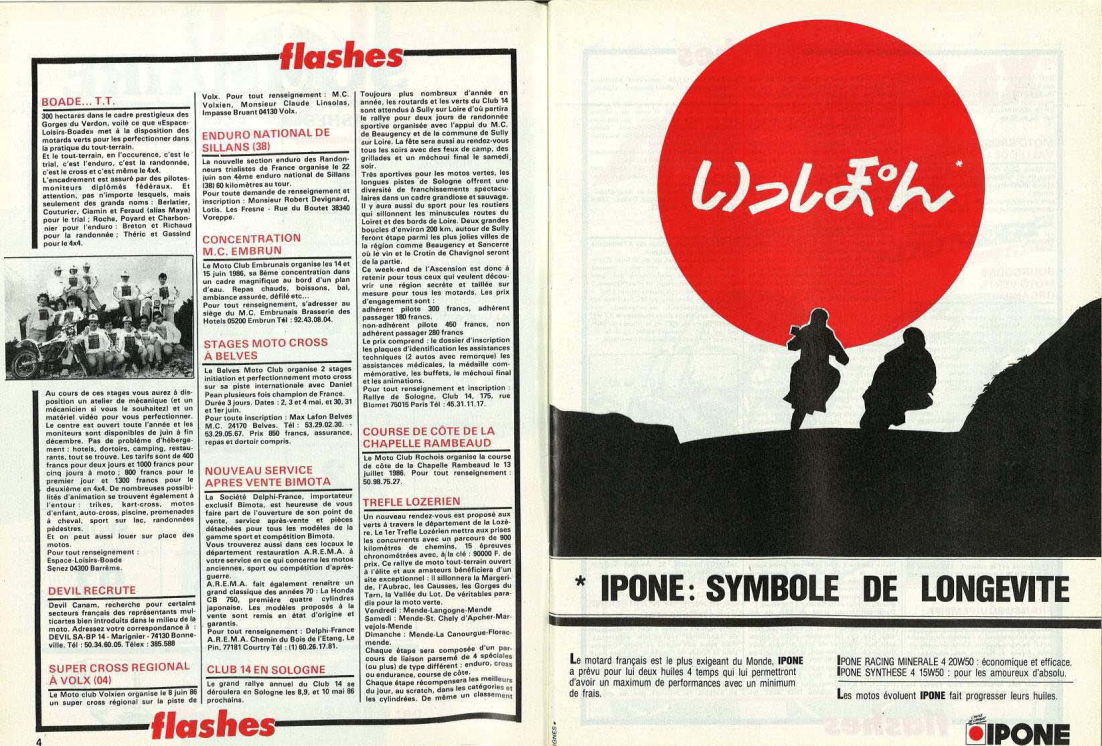 flashes
BOADE... T.T.
300 hectares dans le cadre prestigieux des
Gorges du Verdon, voilà ce que «Espace-
Loisirs-Boade» met à la disposition des
motards verts pour les perfectionner dans
la pratique du tout-terrain.
Et le tout-terrain, en l'occurence, c'est le
trial, c'est l'enduro, c'est la randonnée,
c'est le cross et c'est même le 4x4.
L'encadrement est assuré par des pilotes-
moniteurs diplômés fédéraux. Et
attention, pas n'importe lesquels, mais
seulement des grands noms : Berlatier,
Couturier, Ciamin et Feraud (alias Maya)
pour le trial ; Roche, Poyard et Charbon-
nier pour l'enduro : Breton et Richaud
pour la randonnée ; Théric et Gassind
pour le 4x4.
Au cours de ces stages vous aurez à dis-
position un atelier de mécanique (et un
mécanicien si vous le souhaitez) et un
matériel vidéo pour vous perfectionner.
Le centre est ouvert toute l'année et les
moniteurs sont disponibles de juin à fin
décembre. Pas de problème d'héberge-
ment : hotels, dortoirs, camping, restau-
rants, tout se trouve. Les tarifs sont de 400
francs pour deux jours et 1000 francs pour
cinq jours à moto ; 800 francs pour le
premier jour et 1300 francs pour le
deuxième en 4x4. De nombreuses possibi-
lités d'animation se trouvent également à
l'entour : trikes, kart-cross, motos
d'enfant, auto-cross, piscine, promenades
à cheval, sport sur lac, randonnées
pédestres.
Et on peut aussi louer sur place des
motos.
Pour tout renseignement :
Espace-Loisirs-Boade
Senez 04300 Barrême.
DEVIL RECRUTE
Devil Canam, recherche pour certains
secteurs français des représentants mul-
ticartes bien introduits dans le milieu de la
moto. Adressez votre correspondance à :
DEVIL SA-BP 14 - Marignier - 74130 Bonne-
ville. Tél : 50.34.60.05. Télex : 385.588
SUPER CROSS REGIONAL
À VOLX (04)
Le Moto club Volxien organise le 8 juin 86
un super cross régional sur la piste de
Volx. Pour tout renseignement : M.C.
Volxien, Monsieur Claude Linsolas,
Impasse Bruant 04130 Volx.
ENDURO NATIONAL DE
SILLANS (38)
La nouvelle section enduro des Randon-
neurs trialistes de France organise le 22
juin son 4ème enduro national de Sillans
(38) 60 kilomètres au tour.
Pour toute demande de renseignement et
inscription : Monsieur Robert Devignard,
Lotis. Les Fresne - Rue du Boutet 38340
Voreppe.
CONCENTRATION
M.C. EMBRUN
Le Moto Club Embrunais organise les 14 et
15 juin 1986, sa 8ème concentration dans
un cadre magnifique au bord d'un plan
d'eau. Repas chauds, boissons, bal,
ambiance assurée, défilé etc...
Pour tout renseignement, s'adresser au
siège du M.C. Embrunais Brasserie des
Hotels 05200 Embrun Tél : 92.43.08.04.
STAGES MOTO CROSS
À BELVES
Le Belves Moto Club organise 2 stages
initiation et perfectionnement moto cross
sur sa piste internationale avec Daniel
Pean plusieurs fois champion de France.
Durée 3 jours. Dates : 2, 3 et 4 mai, et 30, 31
et 1er juin.
Pour toute inscription : Max Lafon Belves
M.C. 24170 Belves. Tél : 53.29.02.30. -
53.29.05.67. Prix 850 francs, assurance,
repas et dortoir compris.
NOUVEAU SERVICE
APRES VENTE BIMOTA
La Société Delphi-France, importateur
exclusif Bimota, est heureuse de vous
faire part de l'ouverture de son point de
vente, service après-vente et pièces
détachées pour tous les modèles de la
gamme sport et compétition Bimota.
Vous trouverez aussi dans ces locaux le
département restauration A.R.E.M.A. à
votre service en ce qui concerne les motos
anciennes, sport ou compétition d'après-
guerre.
A.R.E.M.A. fait également renaître un
grand classique des années 70 : La Honda
CB 750, première quatre cylindres
japonaise. Les modèles proposés à la
vente sont remis en état d'origine et
garantis.
Pour tout renseignement : Delphi-France
A.R.E.M.A. Chemin du Bois de l'Etang, Le
Pin, 77181 Courtry Tél : (1) 60.26.17.81.
CLUB 14 EN SOLOGNE
Le grand rallye annuel du Club 14 se
déroulera en Sologne les 8,9, et 10 mai 86
prochains.
Toujours plus nombreux d'année en
année, les routards et les verts du Club 14
sont attendus à Sully sur Loire d'où partira
le rallye pour deux jours de randonnée
sportive organisée avec l'appui du M.C.
de Beaugency et de la commune de Sully
sur Loire. La fête sera aussi au rendez-vous
tous les soirs avec des feux de camp, des
grillades et un méchoui final le samedi
soir.
Très sportives pour les motos vertes, les
longues pistes de Sologne offrent une
diversité de franchissements spectacu-
laires dans un cadre grandiose et sauvage.
Il y aura aussi du sport pour les routiers
qui sillonnent les minuscules routes du
Loiret et des bords de Loire. Deux grandes
boucles d'environ 200 km, autour de Sully
feront étape parmi les plus jolies villes de
la région comme Beaugency et Sancerre
où le vin et le Crotin de Chavignol seront
de la partie.
Ce week-end de l'Ascension est donc à
retenir pour tous ceux qui veulent décou-
vrir une région secrète et taillée sur
mesure pour tous les motards. Les prix
d'engagement sont :
adhérent pilote 300 francs, adhérent
passager 180 francs.
non-adhérent pilote 450 francs, non
adhérent passager 280 francs
Le prix comprend : le dossier d'inscription
les plaques d'identification les assistances
techniques (2 autos avec remorque) les
assistances médicales, la médaille com-
mémorative, les buffets, le méchoui final
et les animations.
Pour tout renseignement et inscription :
Rallye de Sologne, Club 14, 175, rue
Blomet 75015 Paris Tél : 45.31.11.17.
COURSE DE CÔTE DE LA
CHAPELLE RAMBEAUD
Le Moto Club Rochois organise la course
de côte de la Chapelle Rambeaud le 13
juillet 1986. Pour tout renseignement :
50.98.75.27.
TREFLE LOZERIEN
Un nouveau rendez-vous est proposé aux
verts à travers le département de la Lozè-
re. Le 1er Trefle Lozérien mettra aux prises
les concurrents avec un parcours de 900
kilomètres de chemins, 15 épreuves
chronométrées avec, à la clé : 90000 F. de
prix. Ce rallye de moto tout-terrain ouvert
à l'élite et aux amateurs bénéficiera d'un
site exceptionnel : il sillonnera la Margeri-
de, l'Aubrac, les Causses, les Gorges du
Tarn, la Vallée du Lot. De véritables para-
dis pour la moto verte.
Vendredi : Mende-Langogne-Mende
Samedi : Mende-St. Chely d'Apcher-Mar-
vejols-Mende
Dimanche : Mende-La Canourgue-Florac-
mende.
Chaque étape sera composée d'un par-
cours de liaison parsemé de 4 spéciales
(ou plus) de type différent : enduro, cross
ou endurance, course de côte.
Chaque étape récompensera les meilleurs
du jour, au scratch, dans les catégories et
les cylindrées. De même un classement
flashes
4
いっしぽん*
* IPONE: SYMBOLE DE LONGEVITE
Le motard français est le plus exigeant du Monde, IPONE
a prévu pour lui deux huiles 4 temps qui lui permettront
d'avoir un maximum de performances avec un minimum
de frais.
IPONE RACING MINERALE 4 20W50 : économique et efficace.
IPONE SYNTHESE 4 15W50 : pour les amoureux d'absolu.
Les motos évoluent IPONE fait progresser leurs huiles.
IPONE